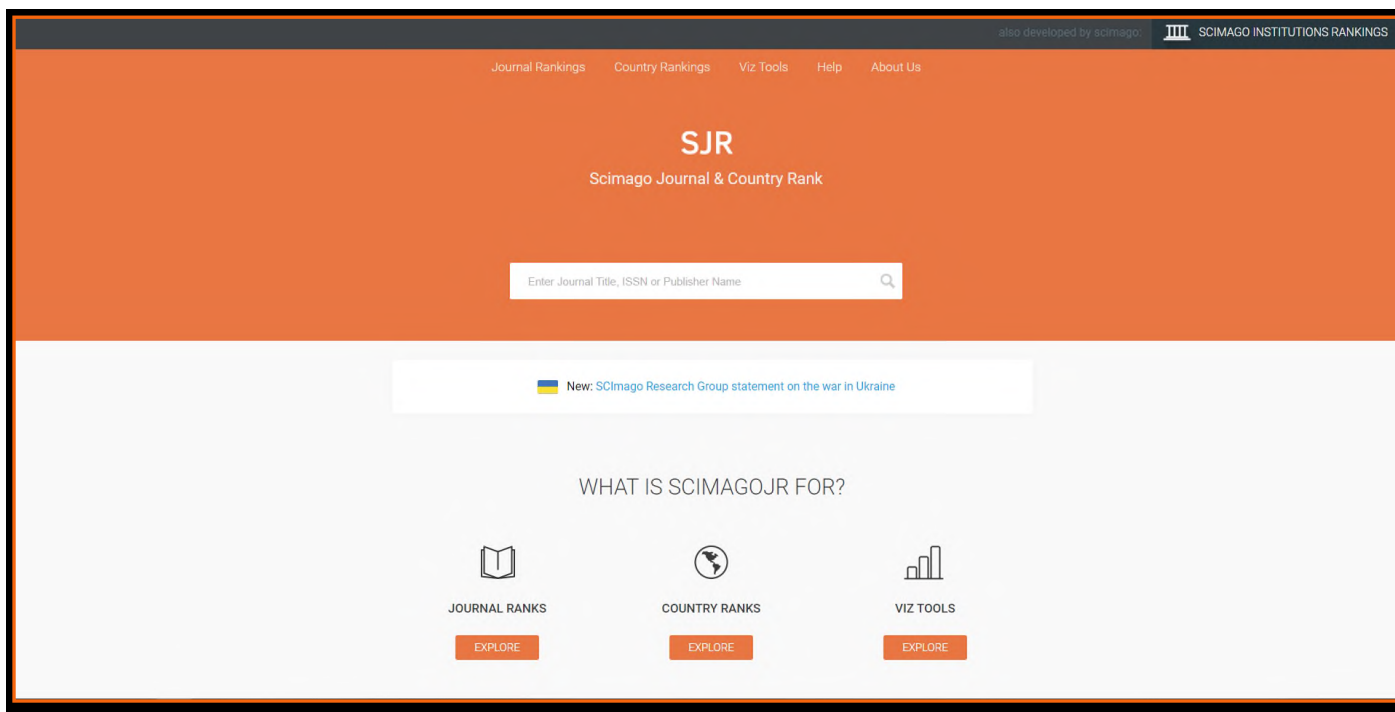 also developed by scimago: SCIMAGO INSTITUTIONS RANKINGS
Journal Rankings Country Rankings Viz Tools Help About Us
SJR
Scimago Journal & Country Rank
Enter Journal Title, ISSN or Publisher Name
New: SCImago Research Group statement on the war in Ukraine
WHAT IS SCIMAGOJR FOR?
JOURNAL RANKS COUNTRY RANKS VIZ TOOLS
EXPLORE EXPLORE EXPLORE